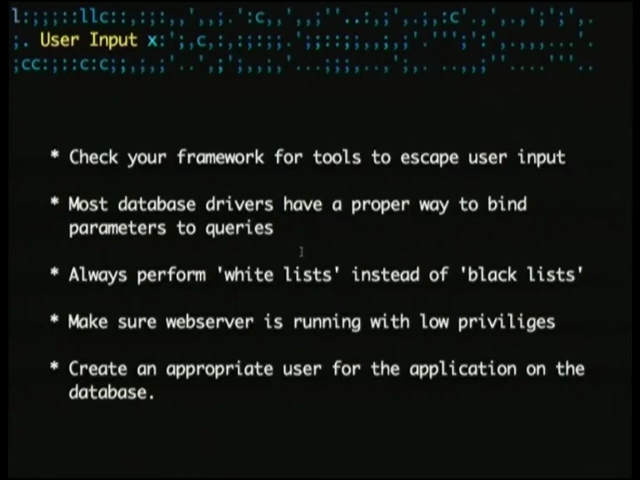 User Input
* Check your framework for tools to escape user input
* Most database drivers have a proper way to bind
parameters to queries
* Always perform 'white lists' instead of 'black lists'
* Make sure webserver is running with low priviliges
* Create an appropriate user for the application on the
database.